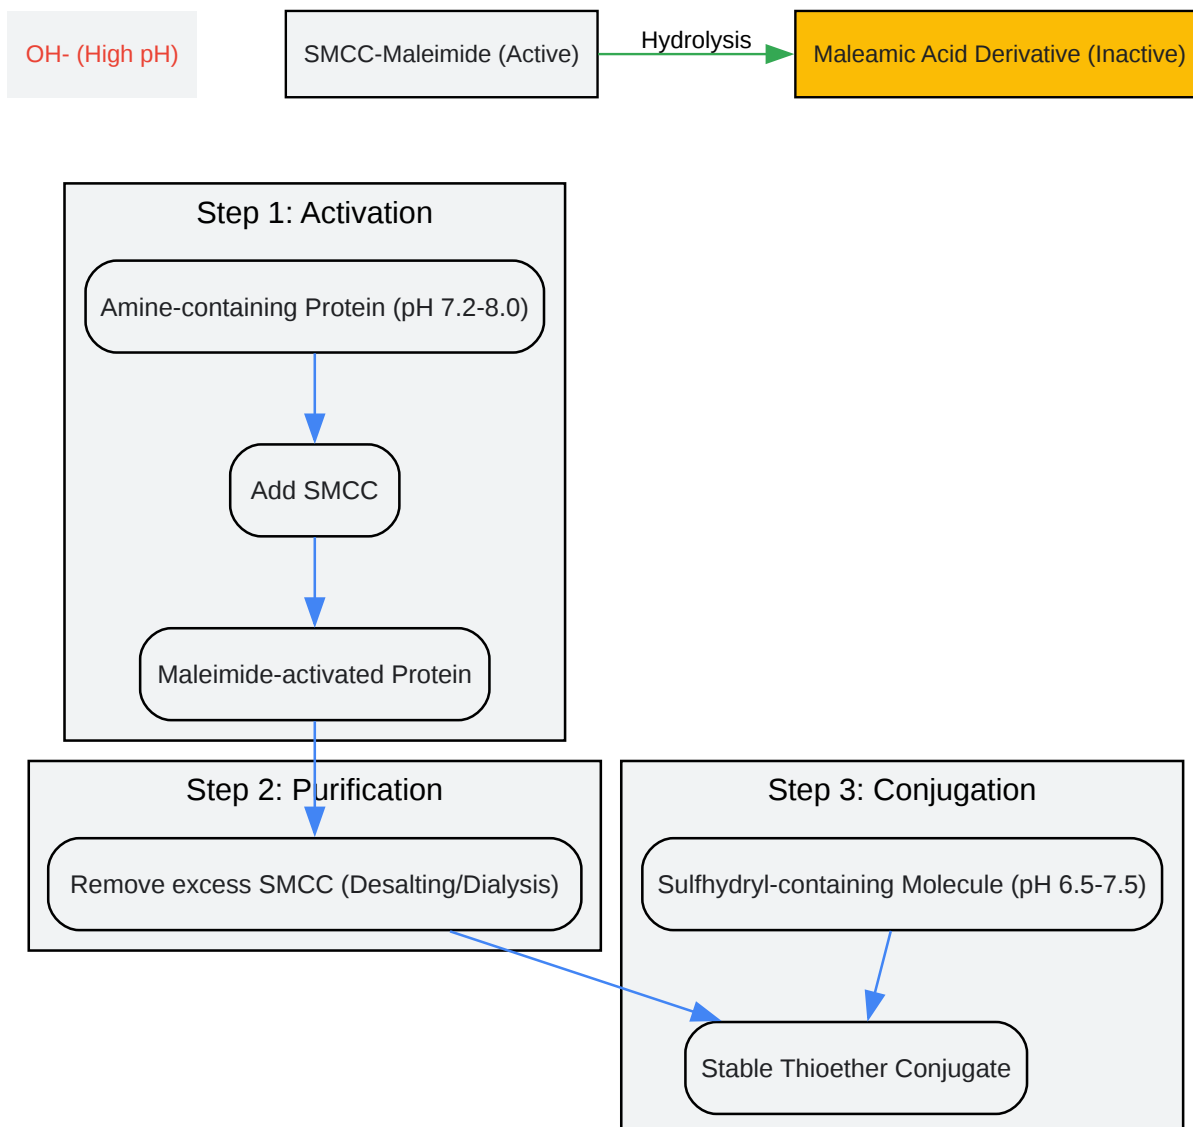 OH- (High pH)
SMCC-Maleimide (Active)
Hydrolysis
Maleamic Acid Derivative (Inactive)
Step 1: Activation
Amine-containing Protein (pH 7.2-8.0)
Add SMCC
Maleimide-activated Protein
Step 2: Purification
Remove excess SMCC (Desalting/Dialysis)
Step 3: Conjugation
Sulfhydryl-containing Molecule (pH 6.5-7.5)
Stable Thioether Conjugate